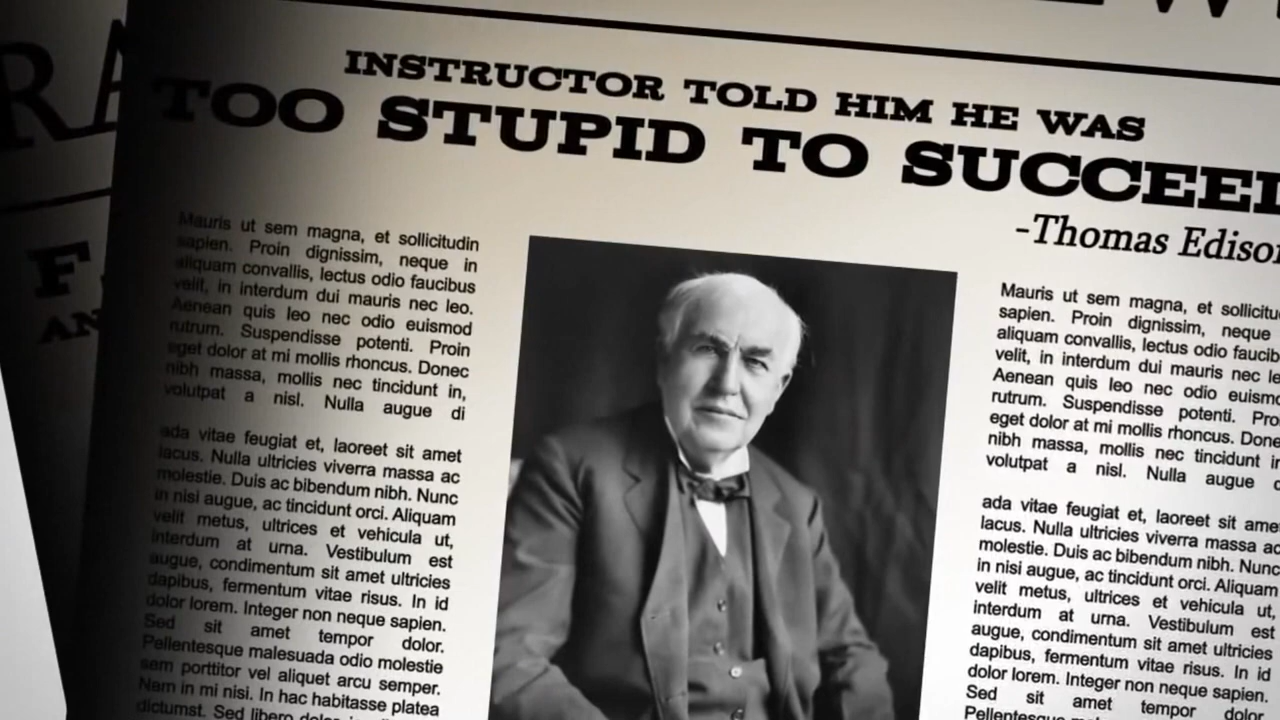 INSTRUCTOR TOLD HIM HE WAS
TOO STUPID TO
-Thomas
Mauris ut sem magna, et sollicitudin
sapien. Proin dignissim, neque in
aliquam convallis, lectus odio faucibus
velit, in interdum dui mauris nec leo.
Aenean quis leo nec odio euismod
rutrum. Suspendisse potenti. Proin
eget dolor at mi mollis rhoncus. Donec
nibh massa, mollis nec tincidunt in,
volutpat a nisl. Nulla augue di
ada vitae feugiat et, laoreet sit amet
lacus. Nulla ultricies viverra massa ac
molestie. Duis ac bibendum nibh. Nunc
in nisi augue, ac tincidunt orci. Aliquam
velit metus, ultrices et vehicula ut,
interdum at urna. Vestibulum est
augue, condimentum sit amet ultricies
dapibus, fermentum vitae risus. In id
dolor lorem. Integer non neque sapien.
Sed sit amet tempor dolor.
Pellentesque malesuada odio molestie
sem porttitor vel aliquet arcu semper.
Nam in mi nisi. In hac habitasse platea
dictumst. Sed libero
Mauris ut sem magna, et
sapien. Proin dignissim, neque
aliquam convallis, lectus odio
velit, in interdum dui mauris nec
Aenean quis leo nec odio
rutrum. Suspendisse potenti.
eget dolor at mi mollis rhoncus.
nibh massa, mollis nec tincidunt
volutpat a nisl. Nulla augue
ada vitae feugiat et, laoreet sit
lacus. Nulla ultricies viverra massa ac
molestie. Duis ac bibendum nibh. Nunc
in nisi augue, ac tincidunt orci. Aliquam
velit metus, ultrices et vehicula ut,
interdum at urna. Vestibulum est
augue, condimentum sit amet ultricies
dapibus, fermentum vitae risus. In id
dolor lorem. Integer non neque sapien.
Sed sit amet tempor dolor.